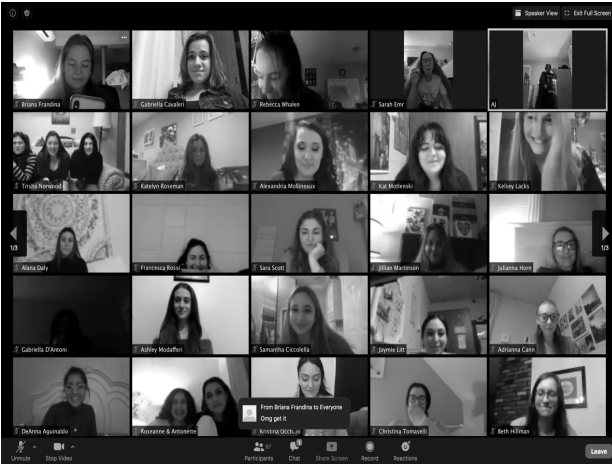 Speaker View
Exit Full Screen
Briana Frandina
Gabriella Cavaleri
Rebecca Whalen
Sarah Emr
AJ
Trisha Norwood
Katelyn Roseman
Alexandria Mollineaux
Kat Motlenski
Kelsey Lacks
1/3
1/3
Alana Daly
Francesca Rossi
Sara Scott
Jillian Martinson
Julianna Horn
Gabriella D'Antoni
Ashley Modafferi
Samantha Ciccolella
Jaymie Litt
Adrianna Cann
From Briana Frandina to Everyone
Omg get it
DeAnna Aguinaldo
Roseanne & Antonette
Kristina
Christina Tomaselli
Beth Hillman
67
1
Unmute
Stop Video
Participants
Chat
Share Screen
Record
Reactions
Leave